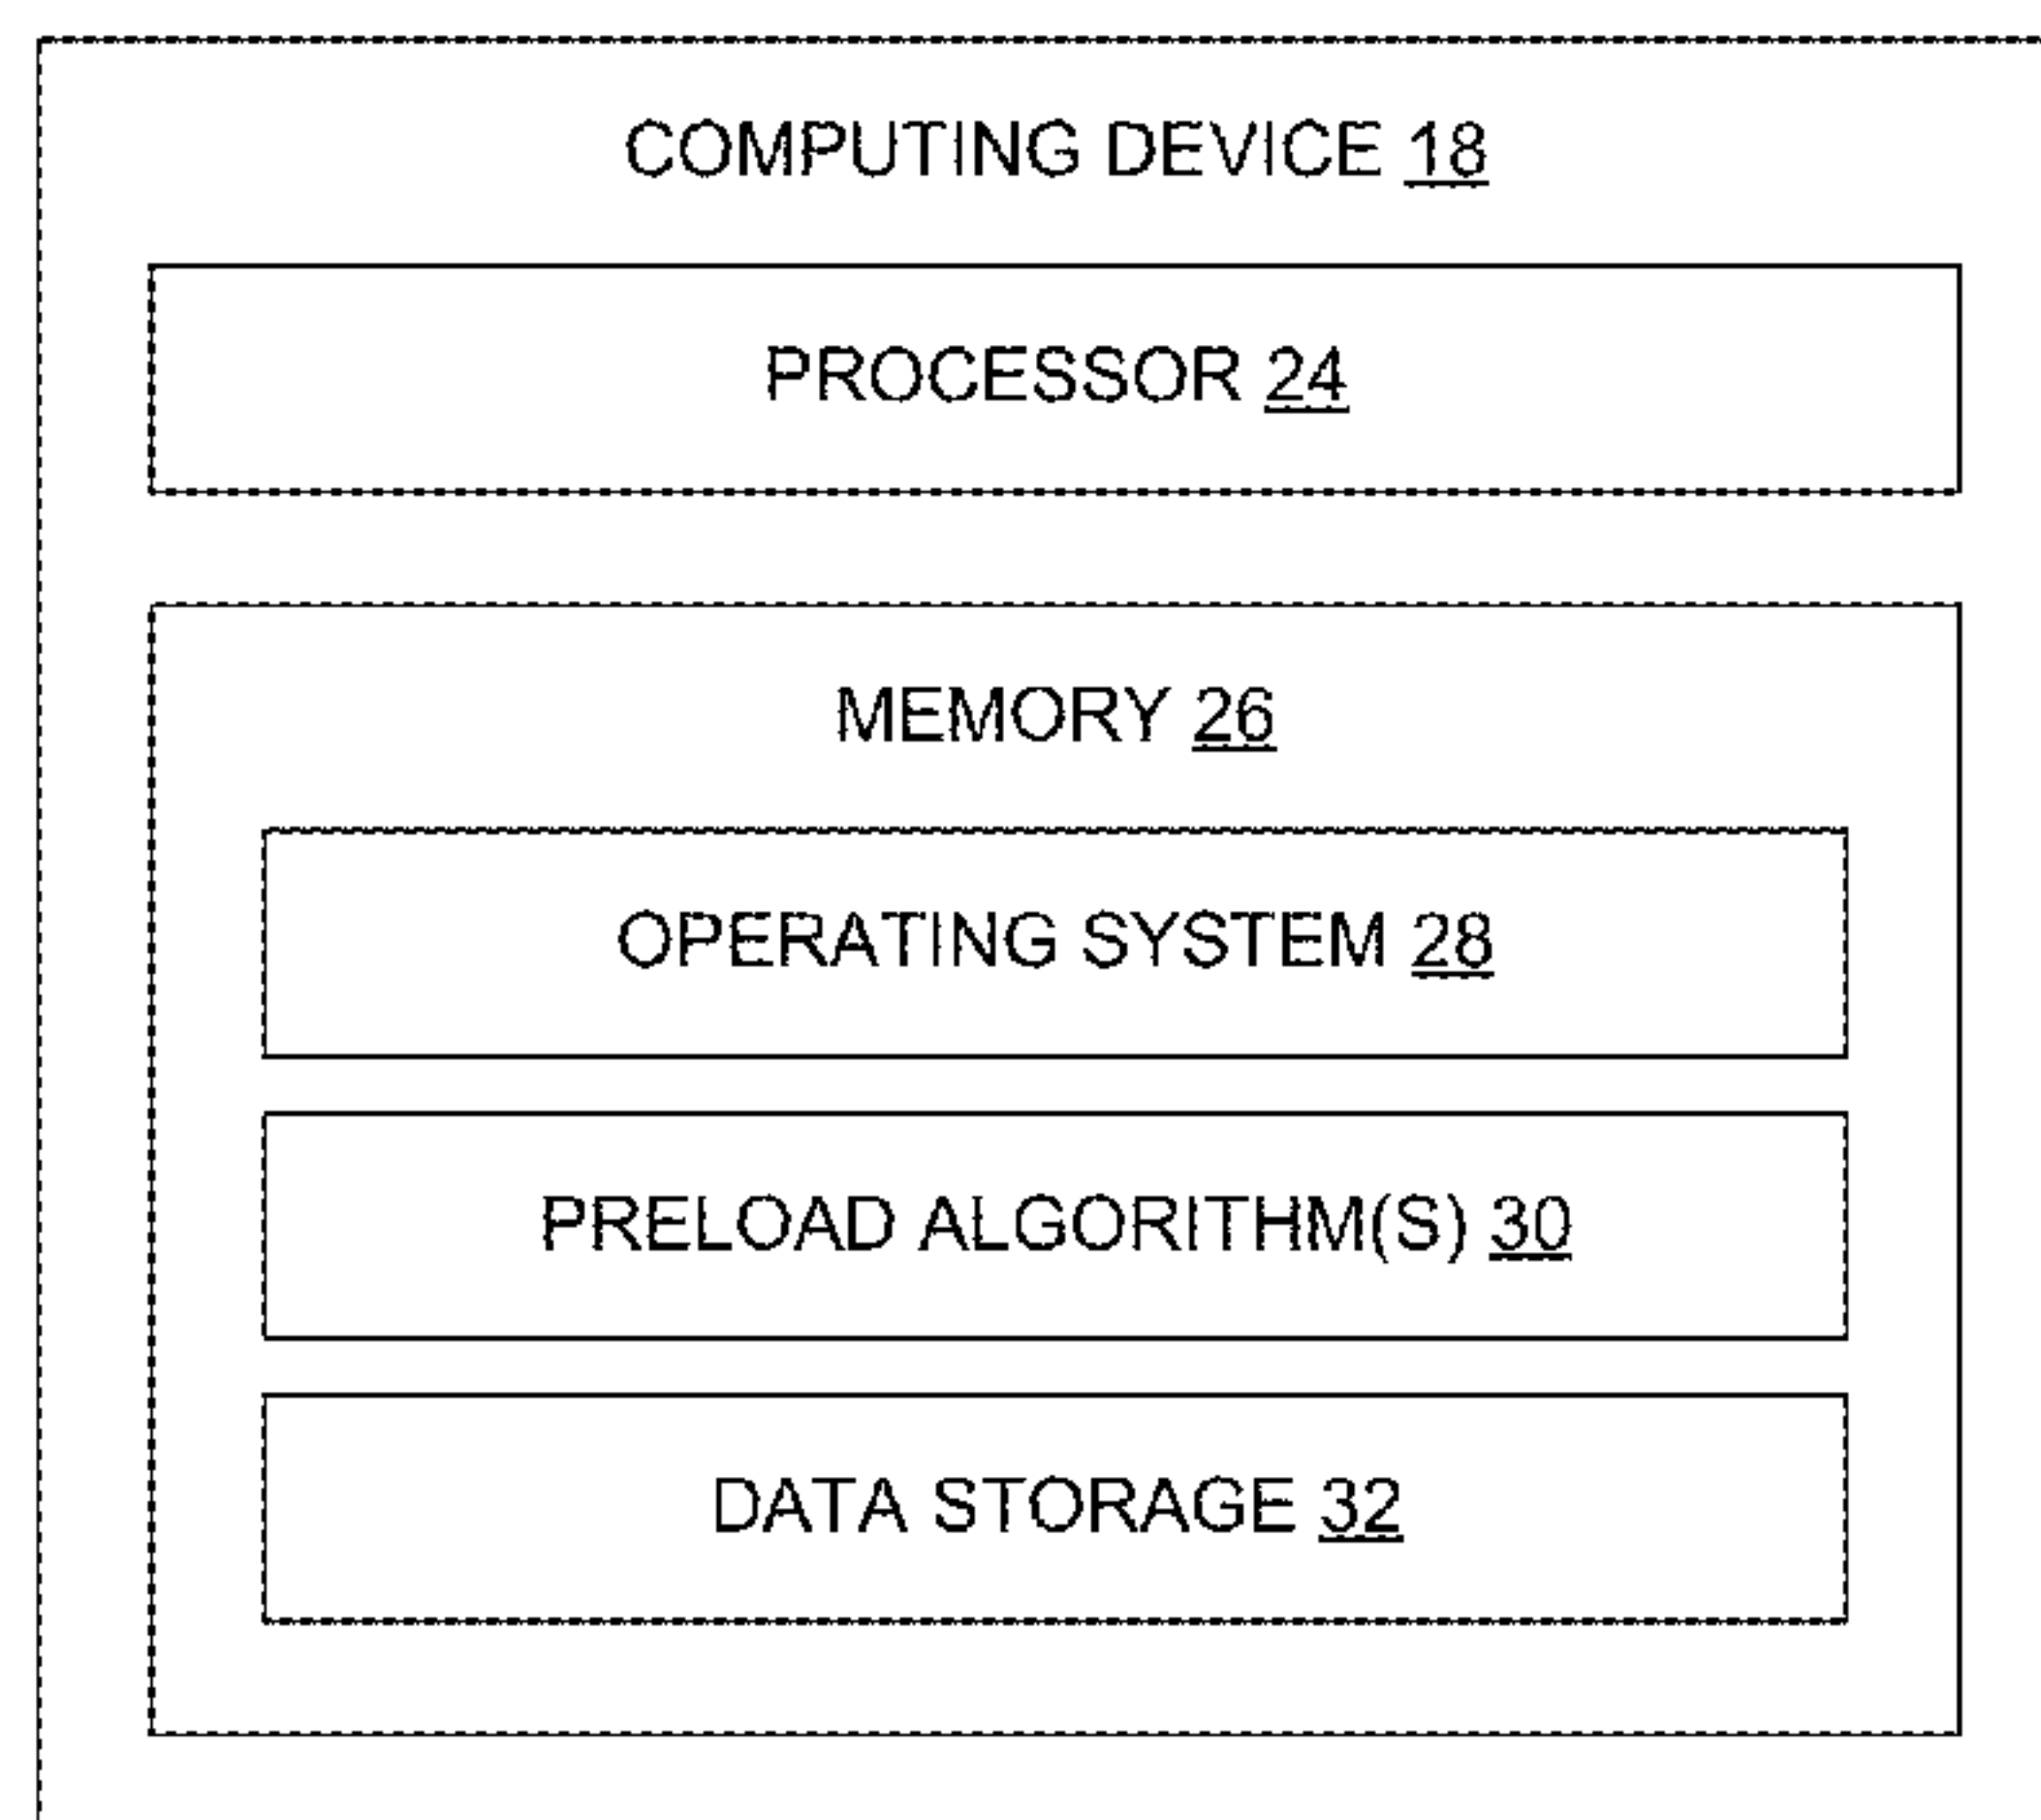 COMPUTING DEVICE 18
PROCESSOR 24
MEMORY 26
OPERATING SYSTEM 28
PRELOAD ALGORITHM(S) 30
DATA STORAGE 32